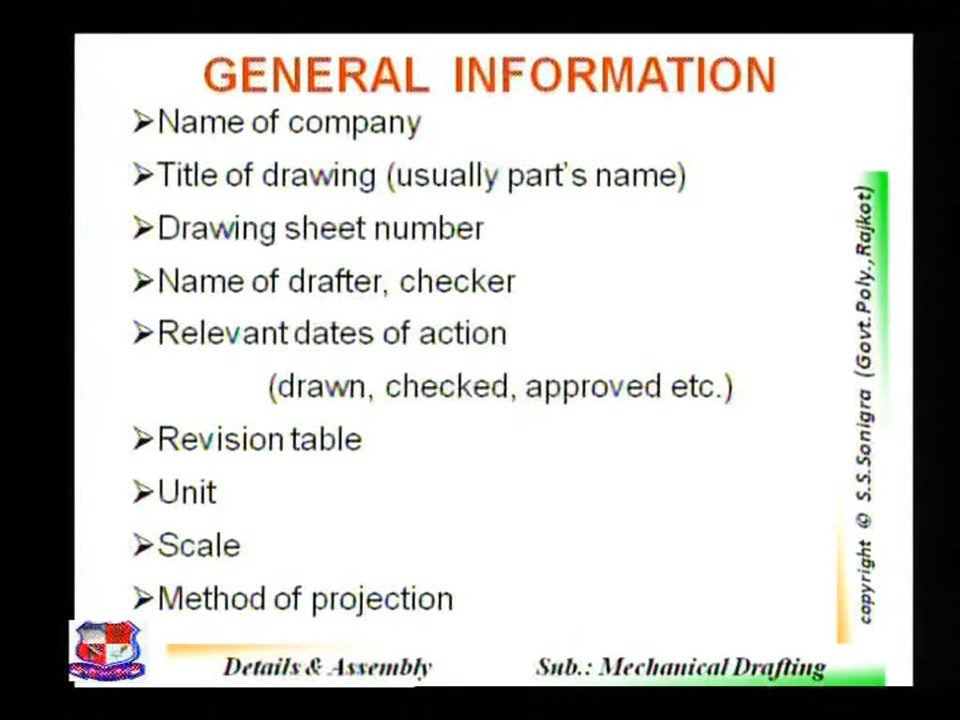 GENERAL INFORMATION
➢Name of company
➢Title of drawing (usually part's name)
➢Drawing sheet number
➢Name of drafter, checker
➢Relevant dates of action
(drawn, checked, approved etc.)
➢Revision table
➢Unit
➢Scale
➢Method of projection
copyright © S.S.Sonigra (Govt.Poly.,Rajkot)
Details & Assembly
Sub.: Mechanical Drafting